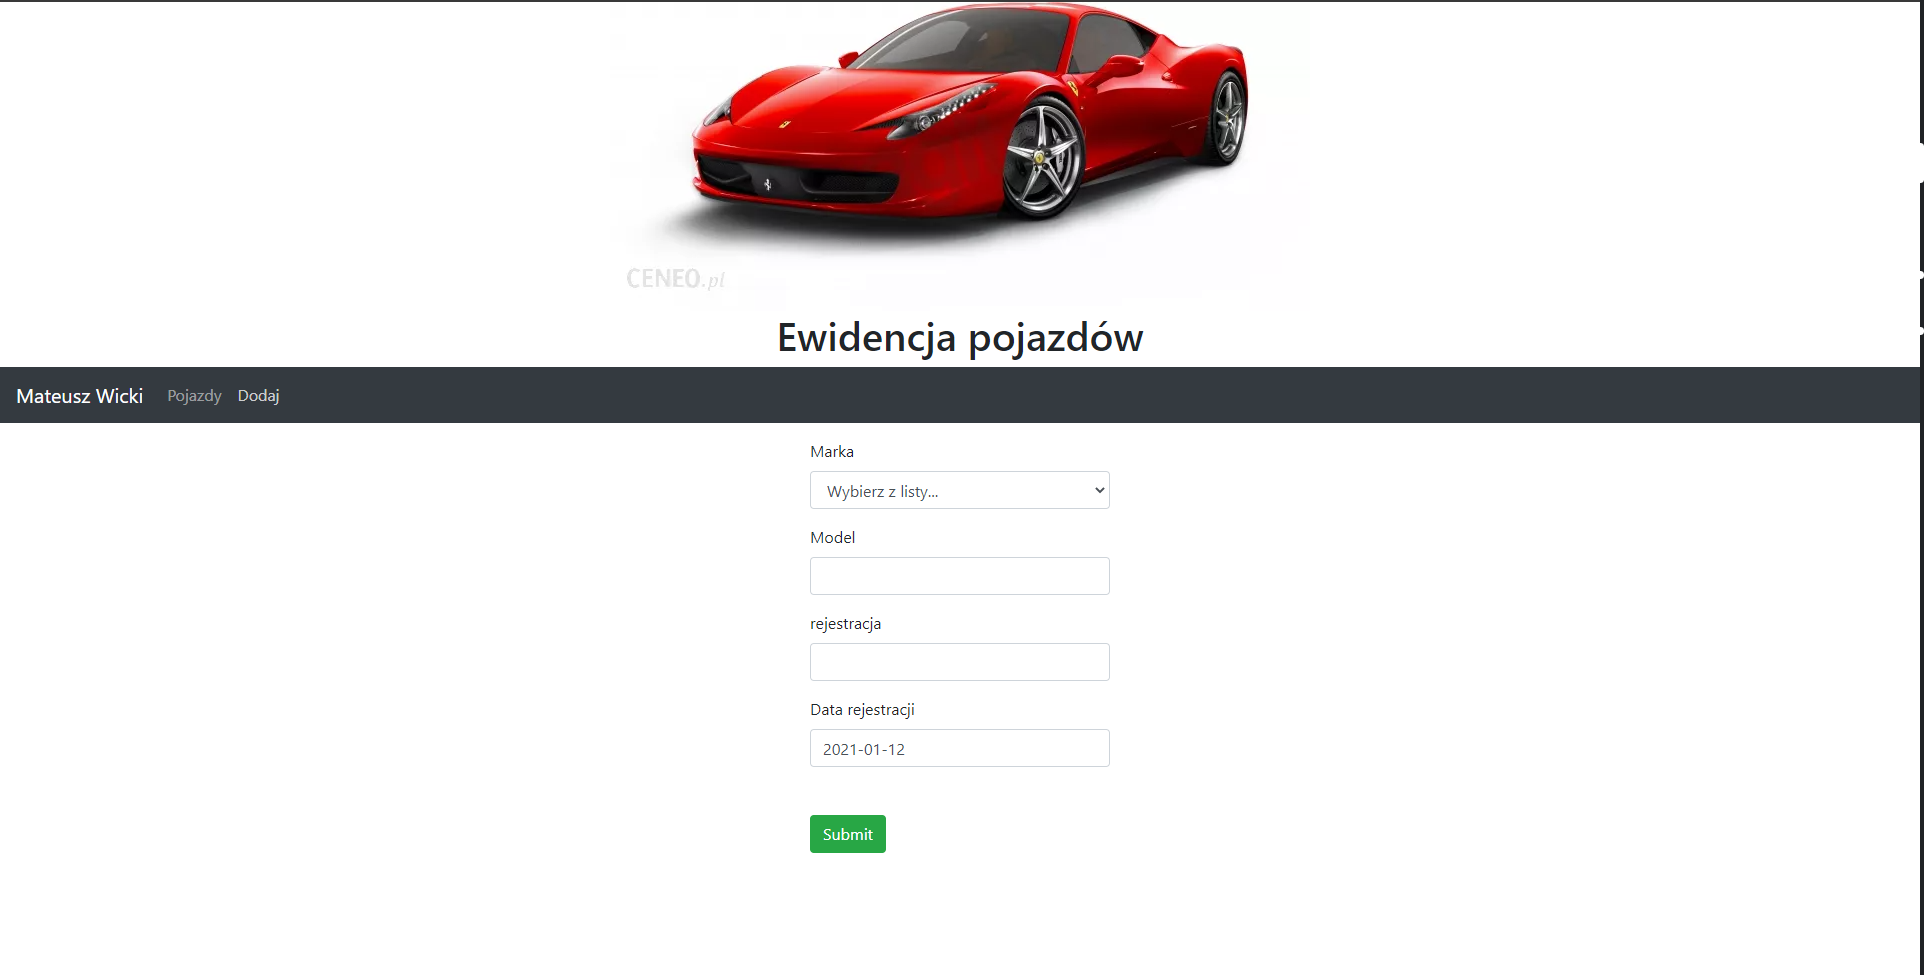 CENEO.pl
Ewidencja pojazdów
Mateusz Wicki Pojazdy Dodaj
Marka
Wybierz z listy...
Model
rejestracja
Data rejestracji
2021-01-12
Submit